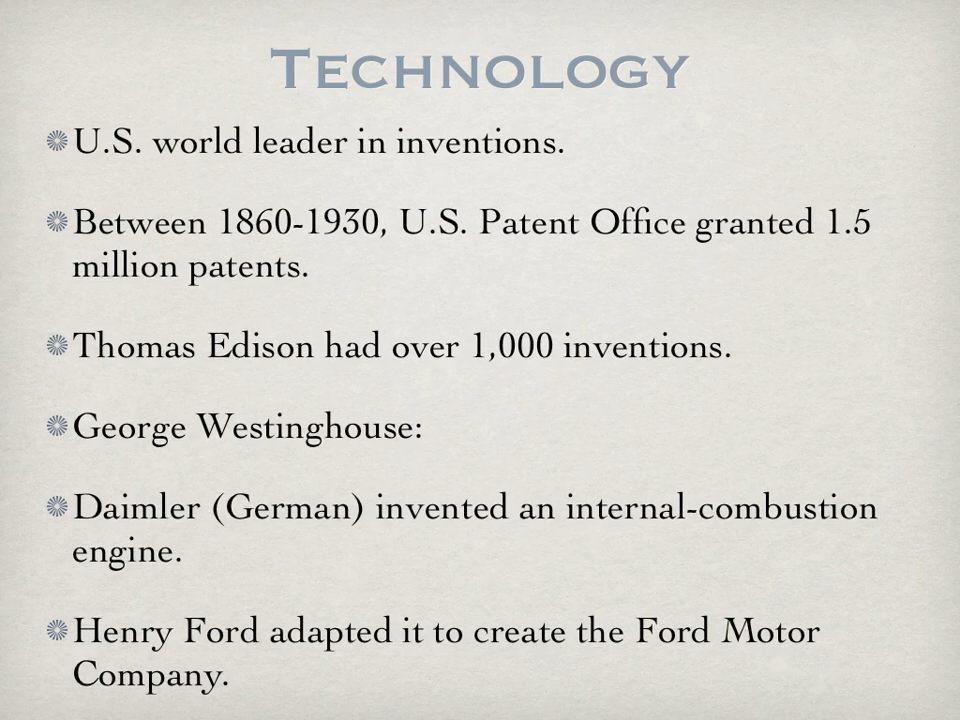 Technology
U.S. world leader in inventions.
Between 1860-1930, U.S. Patent Office granted 1.5
million patents.
Thomas Edison had over 1,000 inventions.
George Westinghouse:
Daimler (German) invented an internal-combustion
engine.
Henry Ford adapted it to create the Ford Motor
Company.